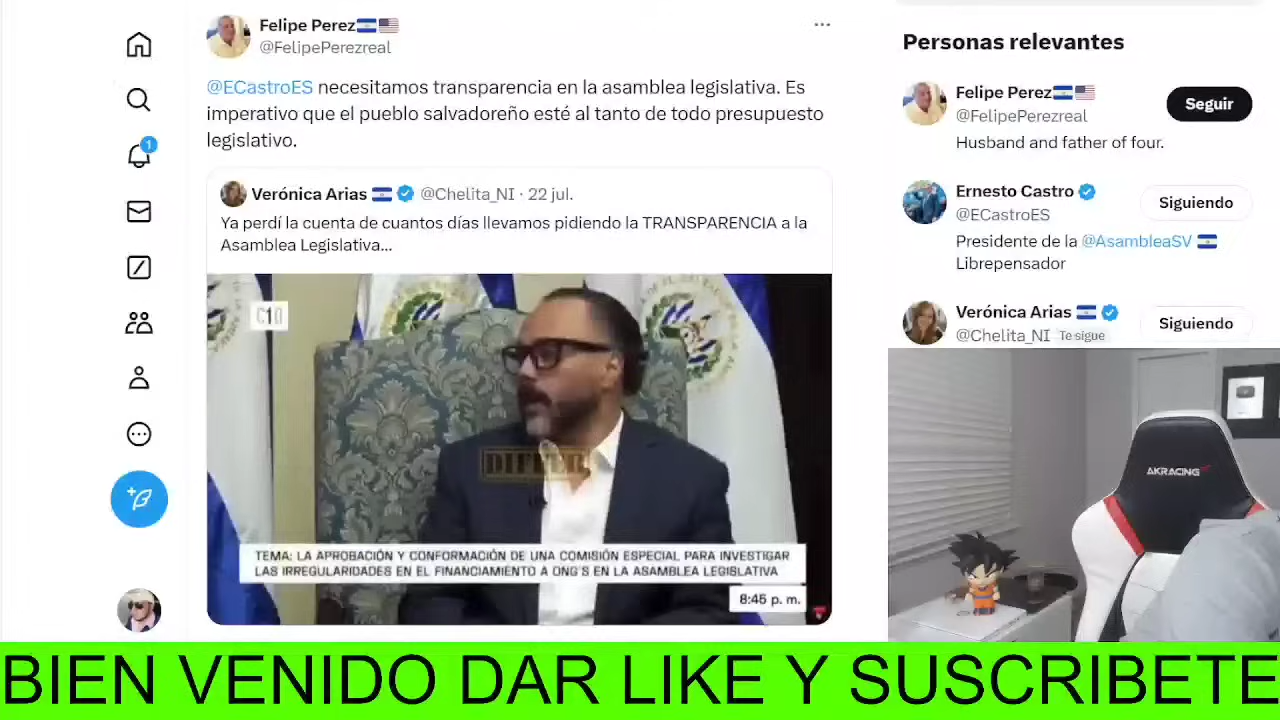 Felipe Perez
@FelipePerezreal
@ECastroES necesitamos transparencia en la asamblea legislativa. Es
imperativo que el pueblo salvadoreño esté al tanto de todo presupuesto
legislativo.
Verónica Arias @Chelita_NI · 22 jul.
Ya perdí la cuenta de cuantos días llevamos pidiendo la TRANSPARENCIA a la
Asamblea Legislativa...
C10
TEMA: LA APROBACIÓN Y CONFORMACIÓN DE UNA COMISIÓN ESPECIAL PARA INVESTIGAR
LAS IRREGULARIDADES EN EL FINANCIAMIENTO A ONG'S EN LA ASAMBLEA LEGISLATIVA
8:45 p. m.
1
Personas relevantes
Felipe Perez
@FelipePerezreal
Seguir
Husband and father of four.
Ernesto Castro
@ECastroES
Siguiendo
Presidente de la @AsambleaSV
Librepensador
Verónica Arias
@Chelita_NI Te sigue
Siguiendo
AKRACING
BIEN VENIDO DAR LIKE Y SUSCRIBETE